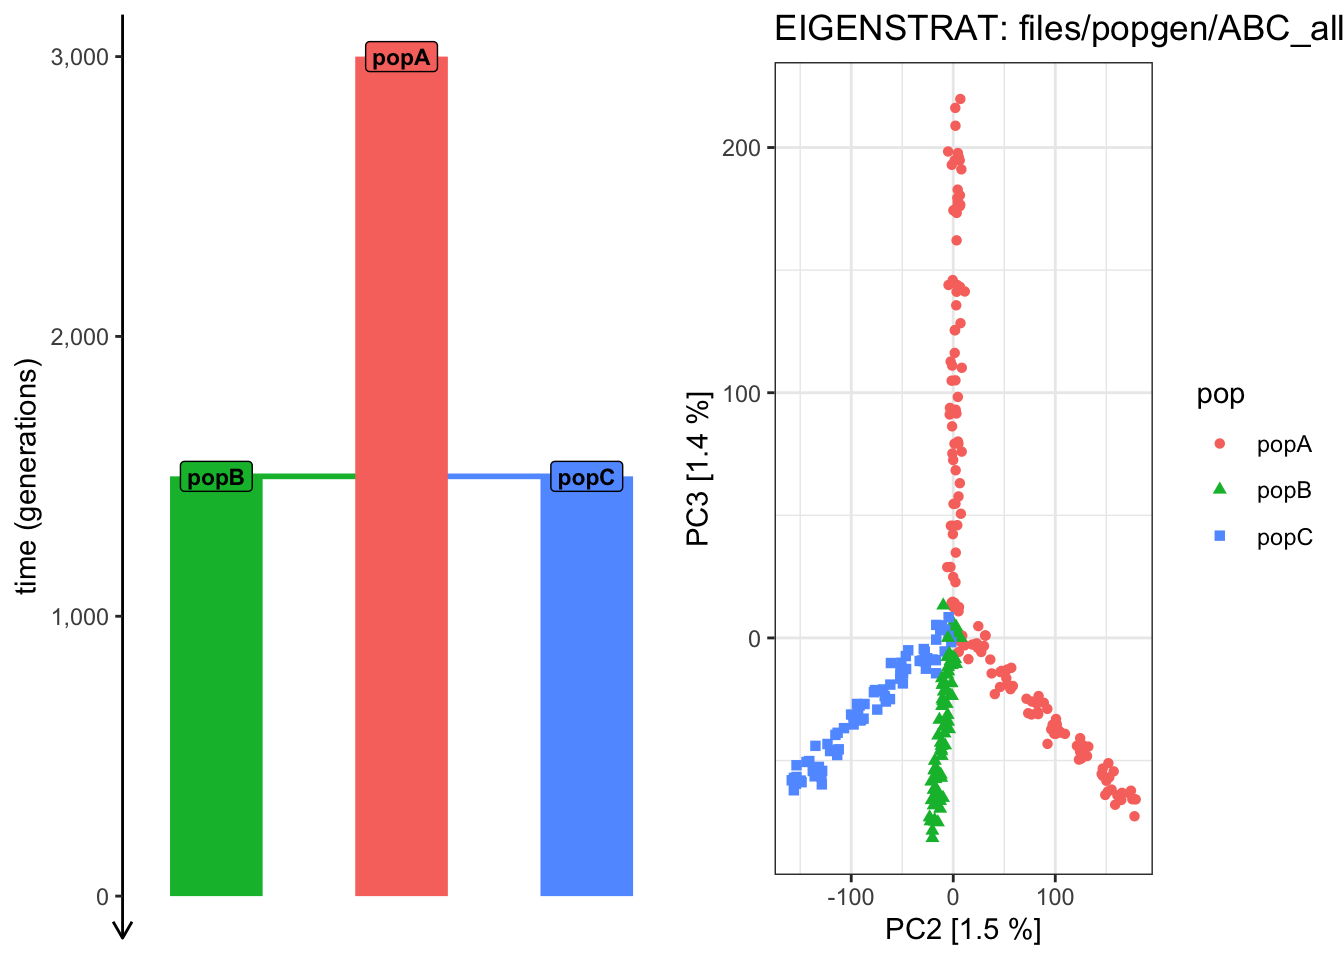 time (generations)
3,000
2,000
1,000
0
popA
popB
popC
EIGENSTRAT: files/popgen/ABC_all
PC3 [1.4 %]
200
100
0
-100
0
100
PC2 [1.5 %]
pop
popA
popB
popC